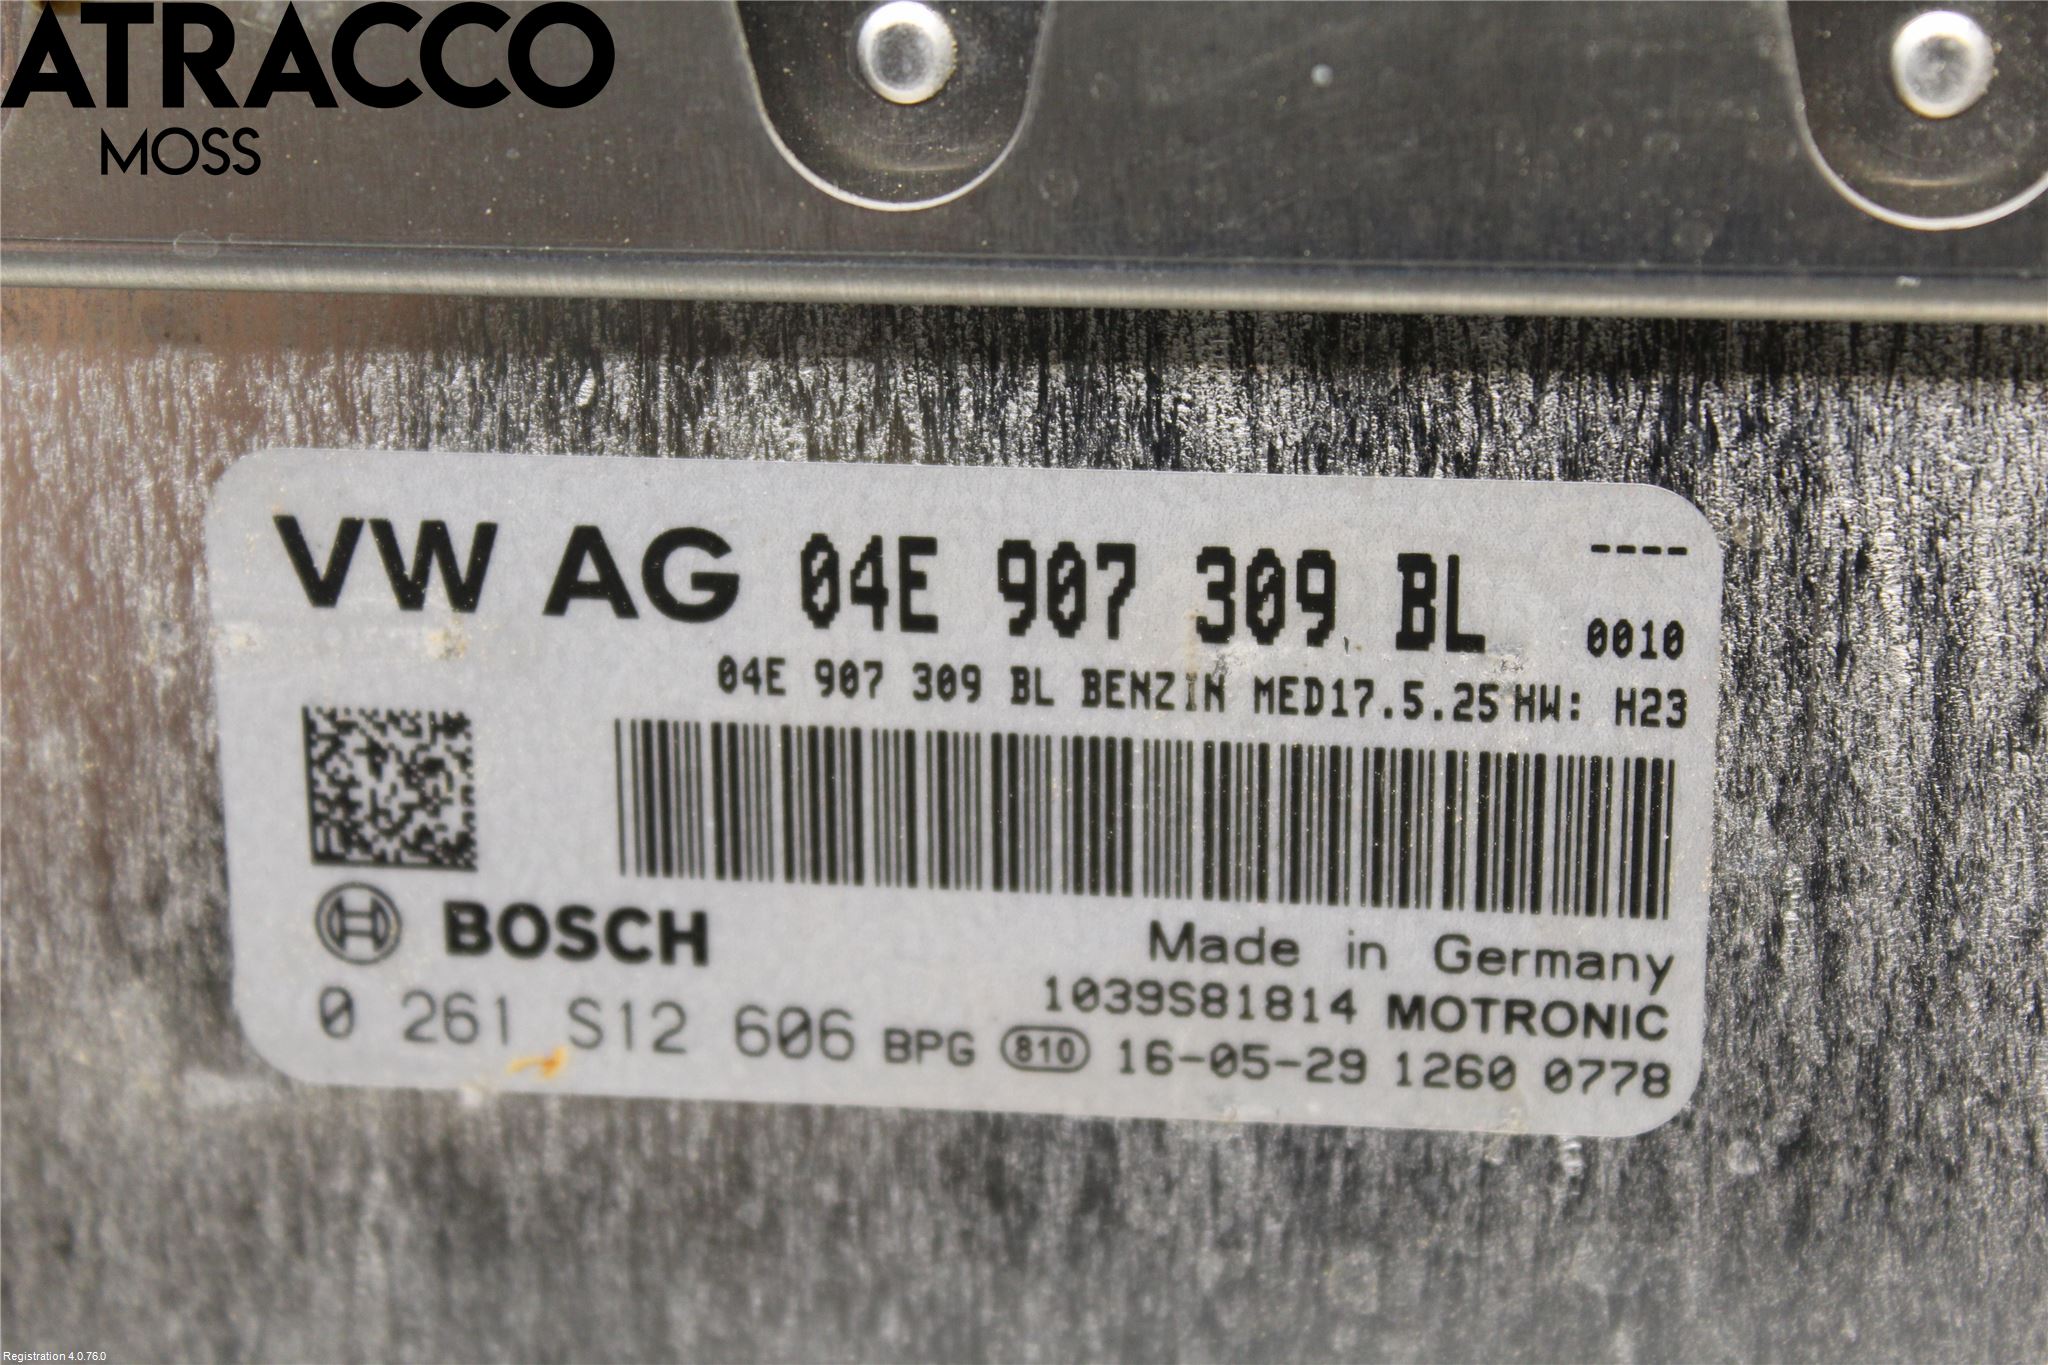 ATRACCO
MOSS
VW AG 04E 907 309 BL ----
0010
04E 907 309 BL BENZIN MED17.5.25 HW: H23
BOSCH
Made in Germany
1039S81814 MOTRONIC
0 261 S12 606 BPG 810 16-05-29 1260 0778
Registration 4.0.76.0